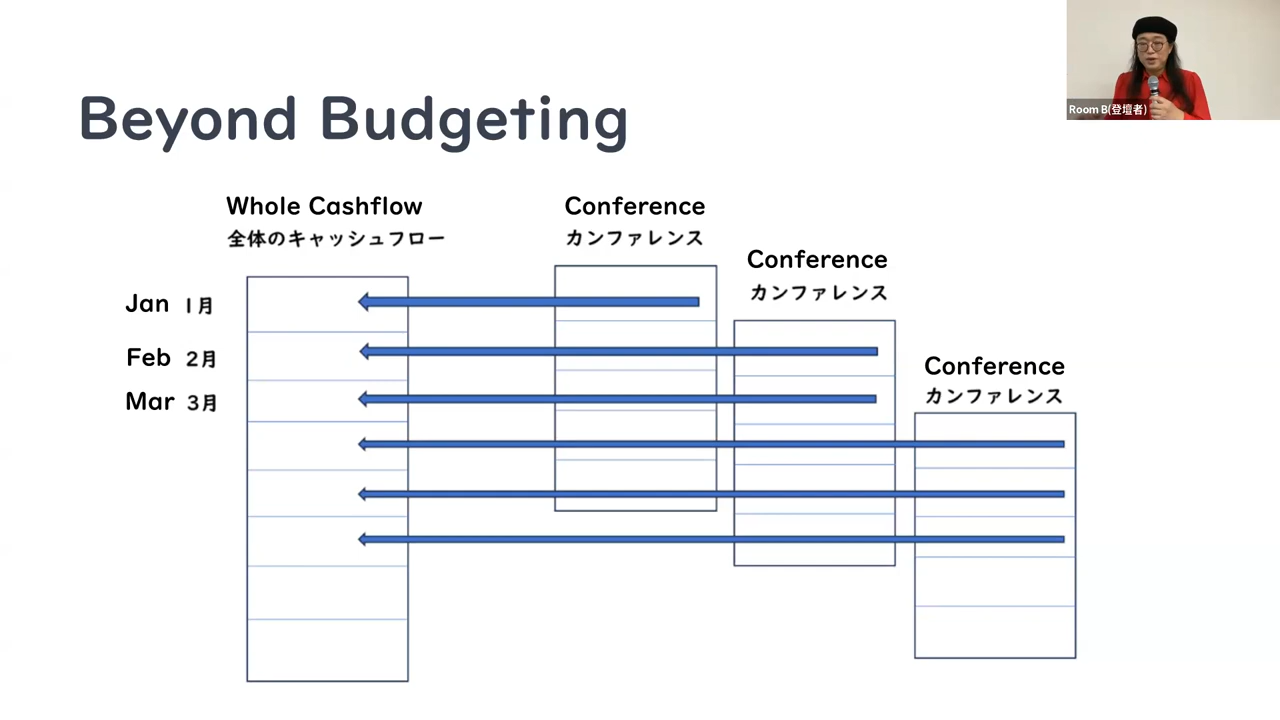 Beyond Budgeting
Room B(登壇者)
Whole Cashflow
全体のキャッシュフロー
Conference
カンファレンス
Conference
カンファレンス
Conference
カンファレンス
Jan 1月
Feb 2月
Mar 3月